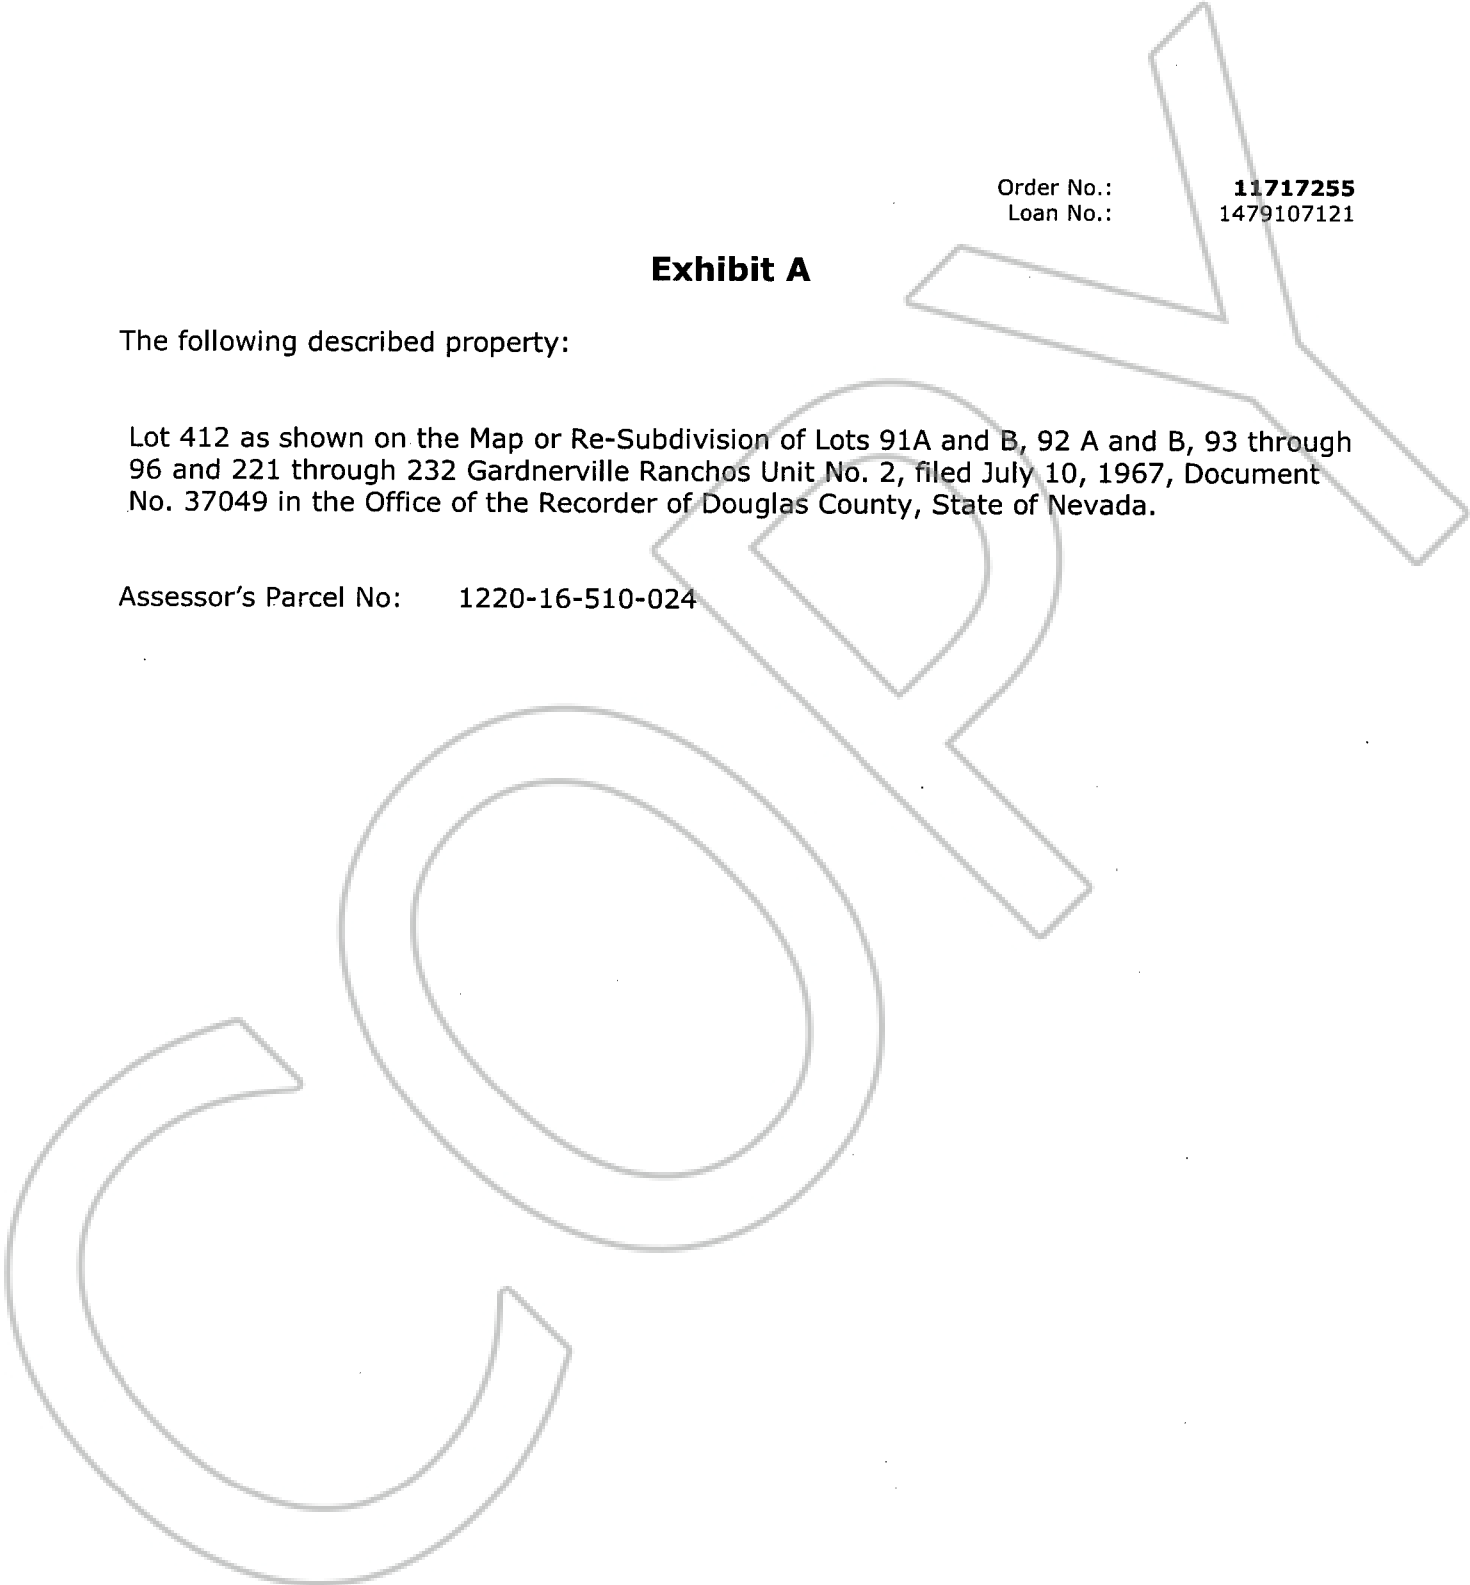 Order No.: 11717255
Loan No.: 1479107121
Exhibit A
The following described property:
Lot 412 as shown on the Map or Re-Subdivision of Lots 91A and B, 92 A and B, 93 through
96 and 221 through 232 Gardnerville Ranchos Unit No. 2, filed July 10, 1967, Document
No. 37049 in the Office of the Recorder of Douglas County, State of Nevada.
Assessor's Parcel No: 1220-16-510-024
COPY